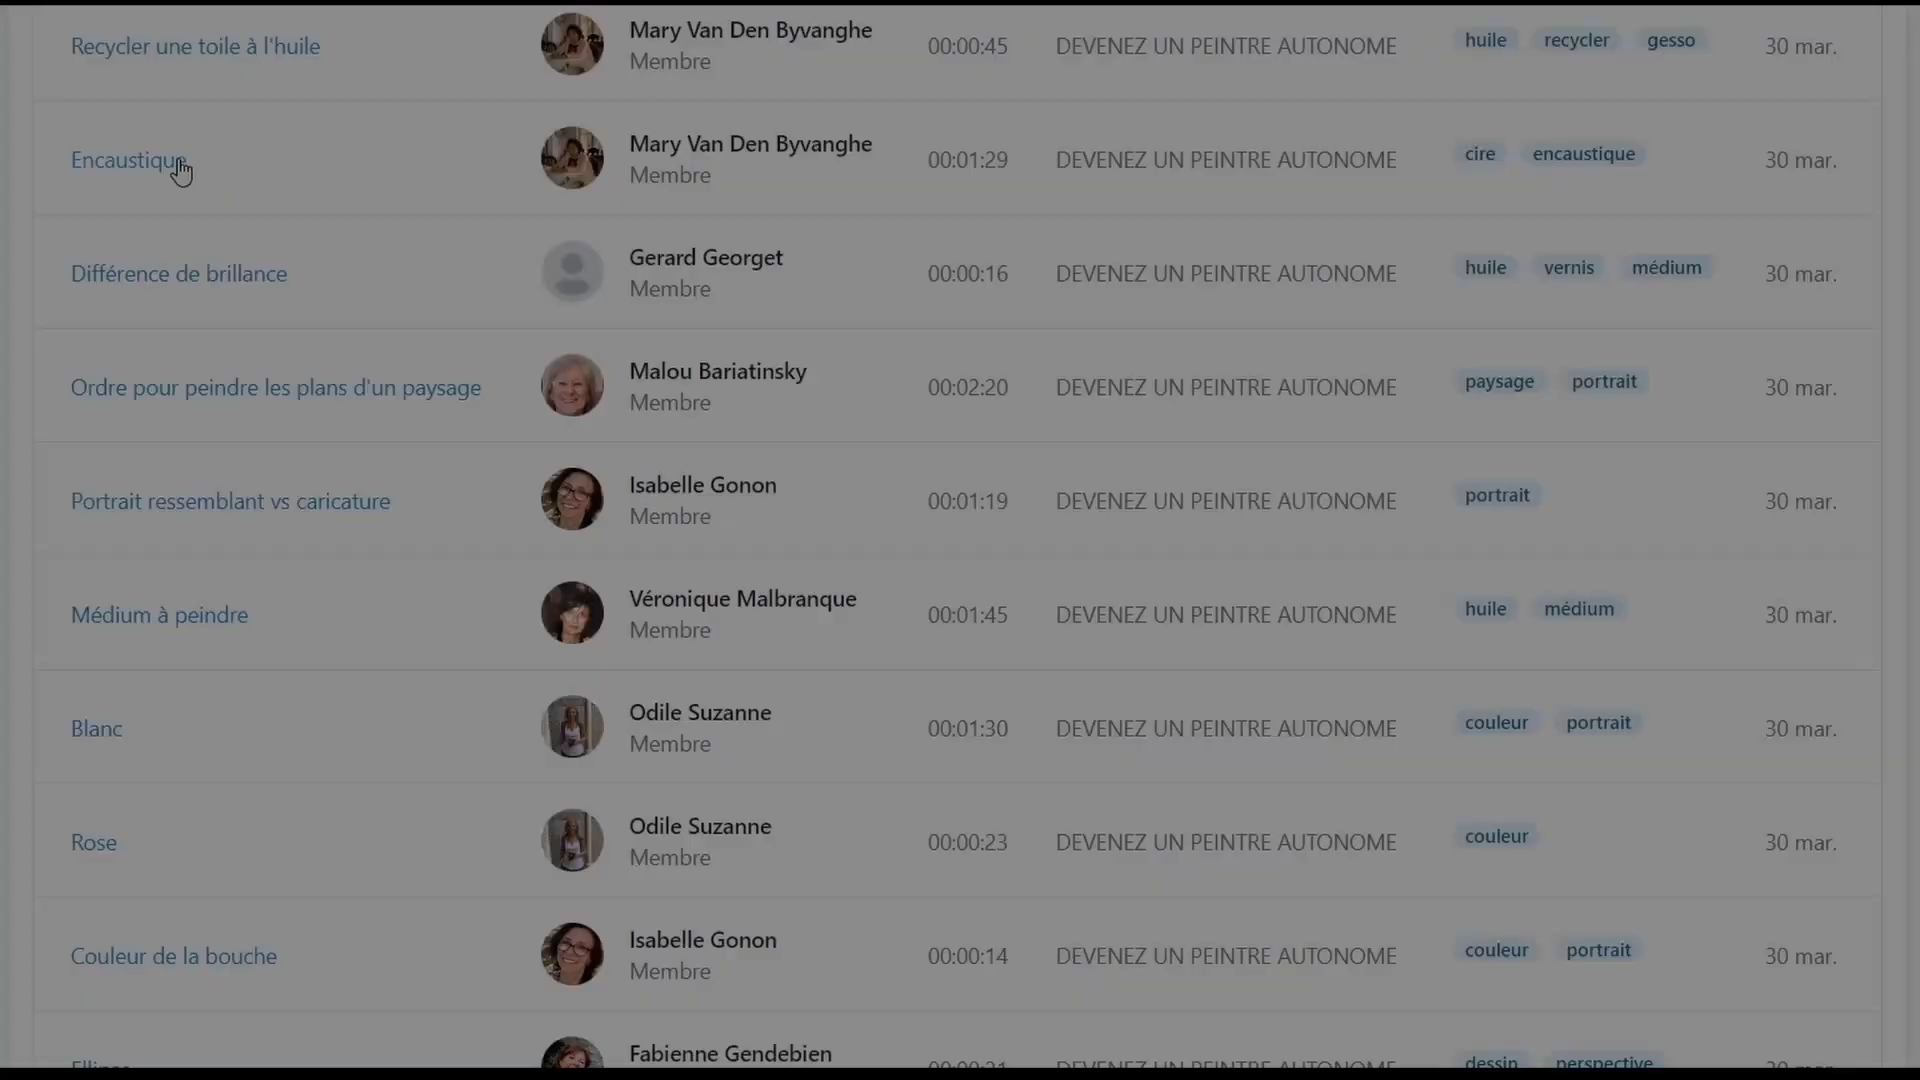 Recycler une toile à l'huile Mary Van Den Byvanghe 00:00:45 DEVENEZ UN PEINTRE AUTONOME huile recycler gesso 30 mar.
Membre
Encaustique Mary Van Den Byvanghe 00:01:29 DEVENEZ UN PEINTRE AUTONOME cire encaustique 30 mar.
Membre
Différence de brillance Gerard Georget 00:00:16 DEVENEZ UN PEINTRE AUTONOME huile vernis médium 30 mar.
Membre
Ordre pour peindre les plans d'un paysage Malou Bariatinsky 00:02:20 DEVENEZ UN PEINTRE AUTONOME paysage portrait 30 mar.
Membre
Portrait ressemblant vs caricature Isabelle Gonon 00:01:19 DEVENEZ UN PEINTRE AUTONOME portrait 30 mar.
Membre
Médium à peindre Véronique Malbranque 00:01:45 DEVENEZ UN PEINTRE AUTONOME huile médium 30 mar.
Membre
Blanc Odile Suzanne 00:01:30 DEVENEZ UN PEINTRE AUTONOME couleur portrait 30 mar.
Membre
Rose Odile Suzanne 00:00:23 DEVENEZ UN PEINTRE AUTONOME couleur 30 mar.
Membre
Couleur de la bouche Isabelle Gonon 00:00:14 DEVENEZ UN PEINTRE AUTONOME couleur portrait 30 mar.
Membre
Fabienne Gendebien DEVENEZ UN PEINTRE AUTONOME dessin perspective